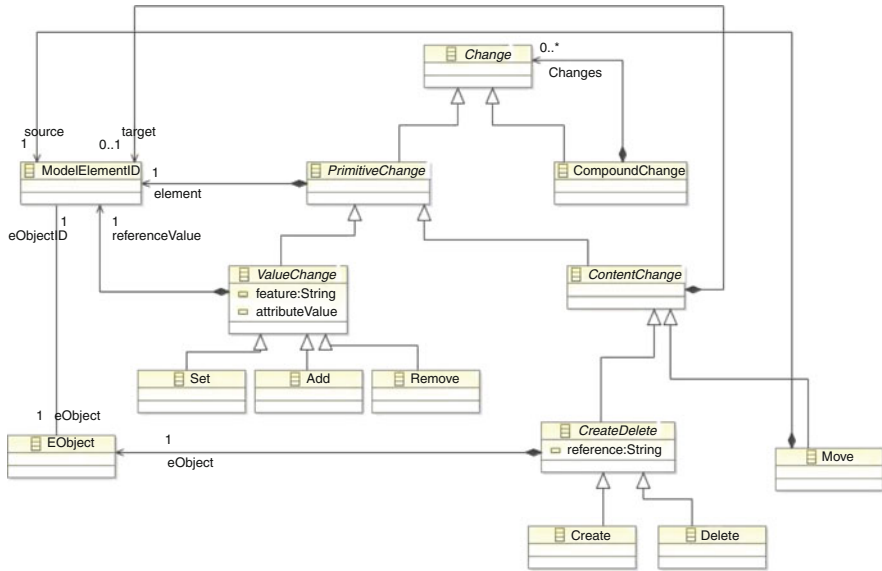 Change
0..*
Changes
source
1
target
0..1
ModelElementID
1
element
PrimitiveChange
CompoundChange
1
eObjectID
1
referenceValue
ValueChange
feature:String
attributeValue
ContentChange
Set
Add
Remove
1
eObject
EObject
1
eObject
CreateDelete
reference:String
Move
Create
Delete